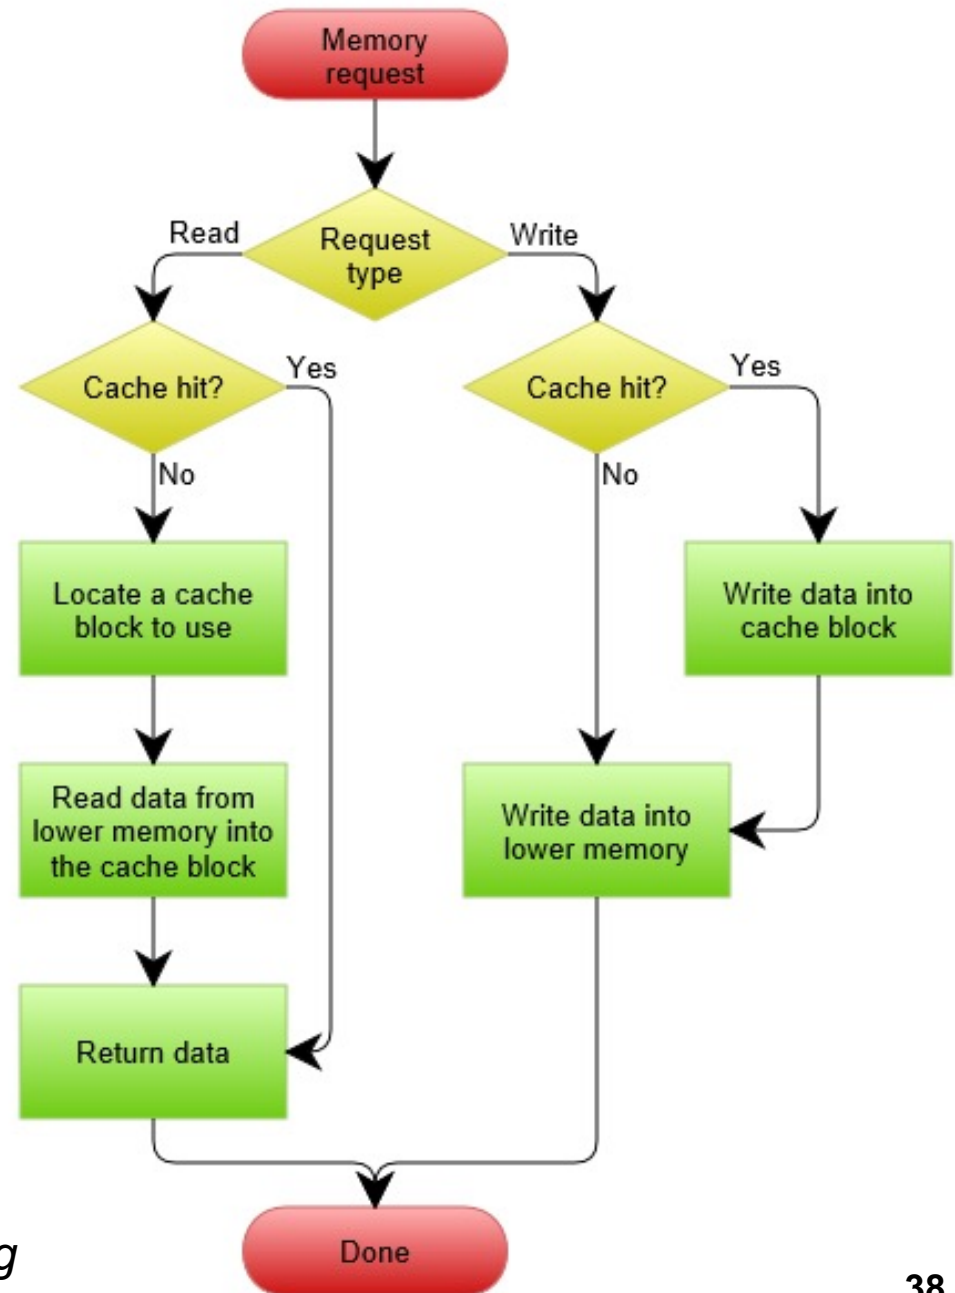 Memory
request
Read
Request
type
Write
Cache hit?
Yes
Cache hit?
Yes
No
No
Locate a cache
block to use
Write data into
cache block
Read data from
lower memory into
the cache block
Write data into
lower memory
Return data
Done
g
38